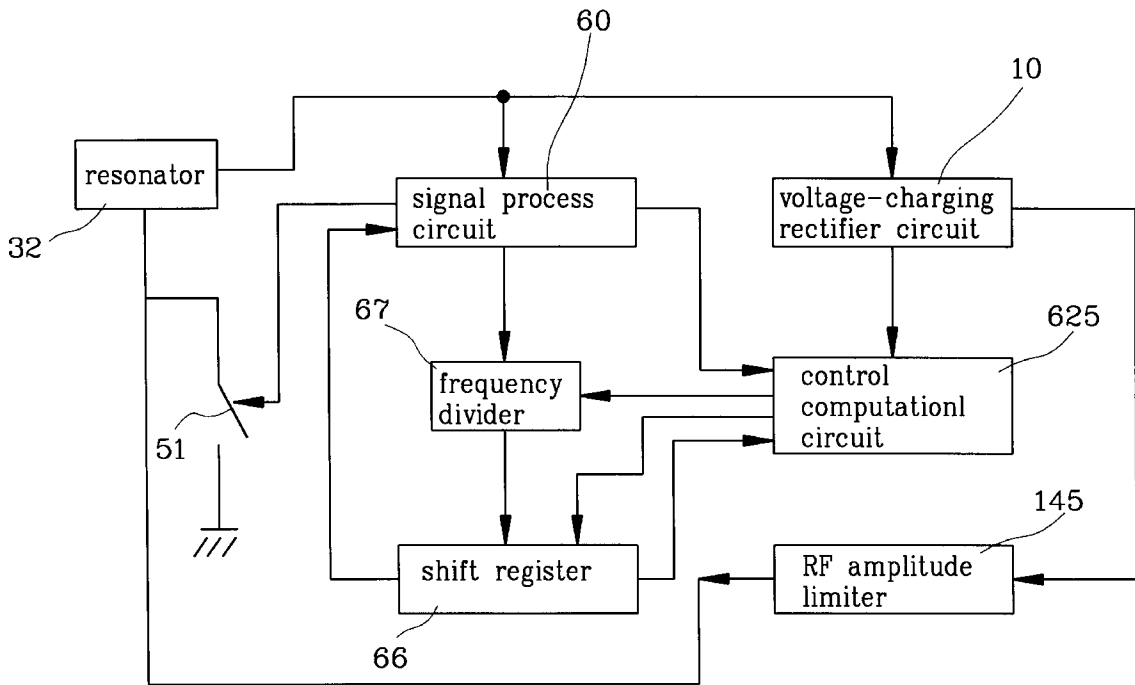 60
10
resonator
32
signal process
circuit
voltage-charging
rectifier circuit
67
625
frequency
divider
control
computationl
circuit
51
145
shift register
RF amplitude
limiter
66